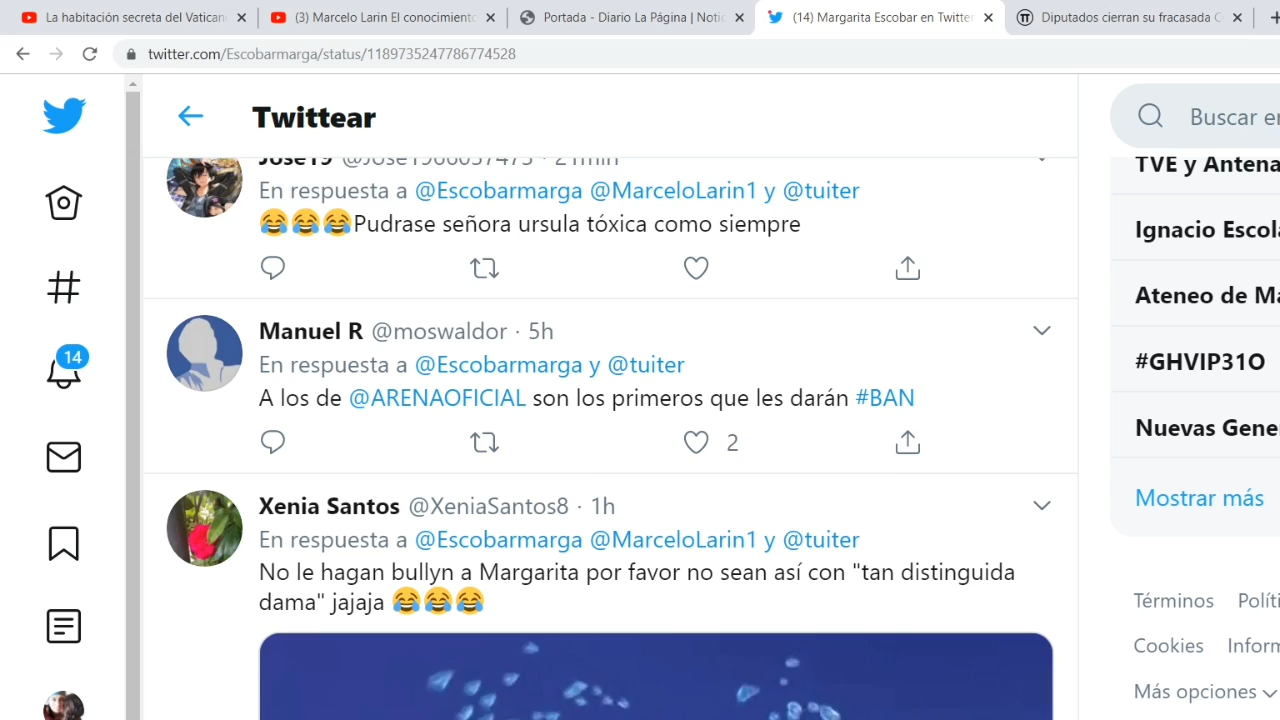 La habitación secreta del Vatican
(3) Marcelo Larin El conocimiento
Portada - Diario La Página | Notic
(14) Margarita Escobar en Twitter
Diputados cierran su fracasada C
twitter.com/Escobarmarga/status/1189735247786774528
Twittear
Buscar en
Jose19 @Jose1966037473 · 21min
En respuesta a @Escobarmarga @MarceloLarin1 y @tuiter
😂😂😂Pudrase señora ursula tóxica como siempre
Manuel R @moswaldor · 5h
En respuesta a @Escobarmarga y @tuiter
A los de @ARENAOFICIAL son los primeros que les darán #BAN
2
Xenia Santos @XeniaSantos8 · 1h
En respuesta a @Escobarmarga @MarceloLarin1 y @tuiter
No le hagan bullyn a Margarita por favor no sean así con "tan distinguida
dama" jajaja 😂😂😂
14
TVE y Antena
Ignacio Escola
Ateneo de Ma
#GHVIP31O
Nuevas Gene
Mostrar más
Términos Políti
Cookies Inform
Más opciones